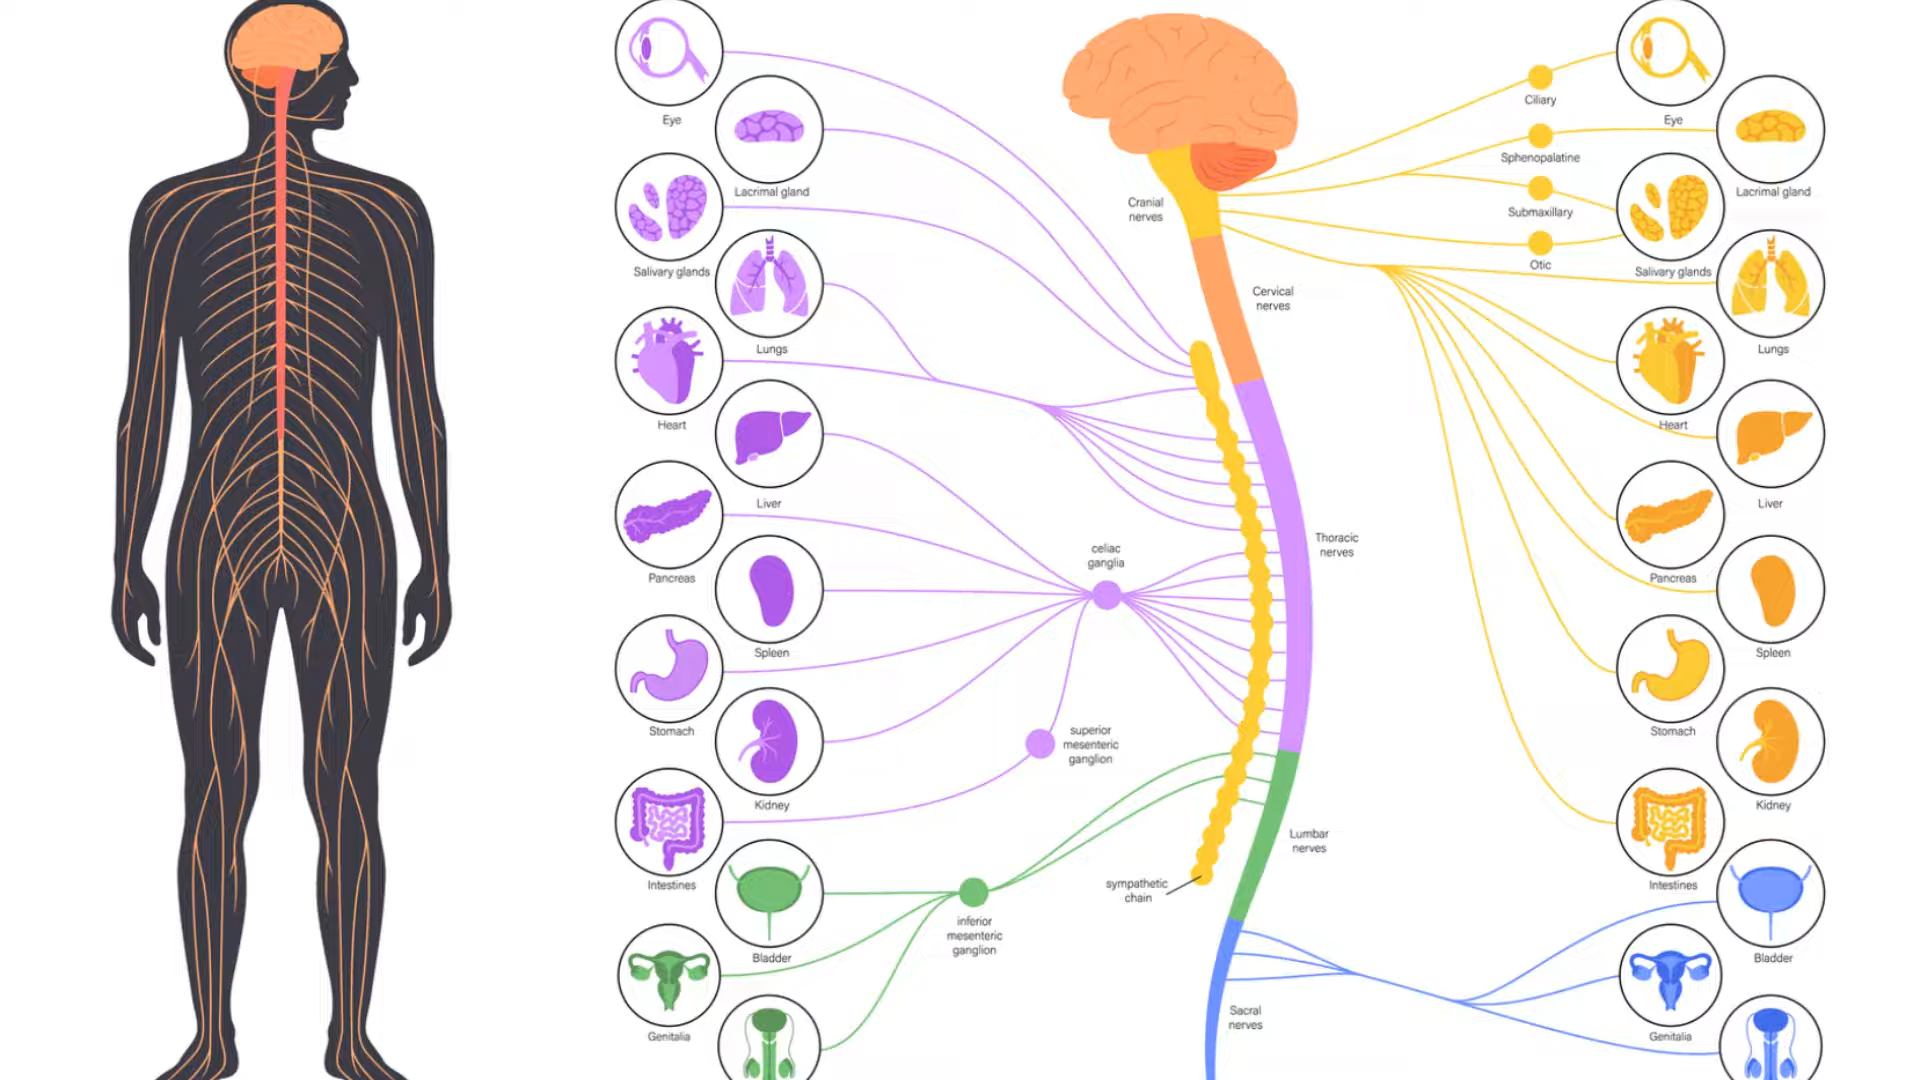 Eye
Lacrimal gland
Salivary glands
Lungs
Heart
Liver
Pancreas
Spleen
Stomach
Kidney
Intestines
Bladder
Genitalia
celiac
ganglia
superior
mesenteric
ganglion
inferior
mesenteric
ganglion
sympathetic
chain
Cranial
nerves
Cervical
nerves
Thoracic
nerves
Lumbar
nerves
Sacral
nerves
Ciliary
Sphenopalatine
Submaxillary
Otic
Eye
Lacrimal gland
Salivary glands
Lungs
Heart
Liver
Pancreas
Spleen
Stomach
Kidney
Intestines
Bladder
Genitalia